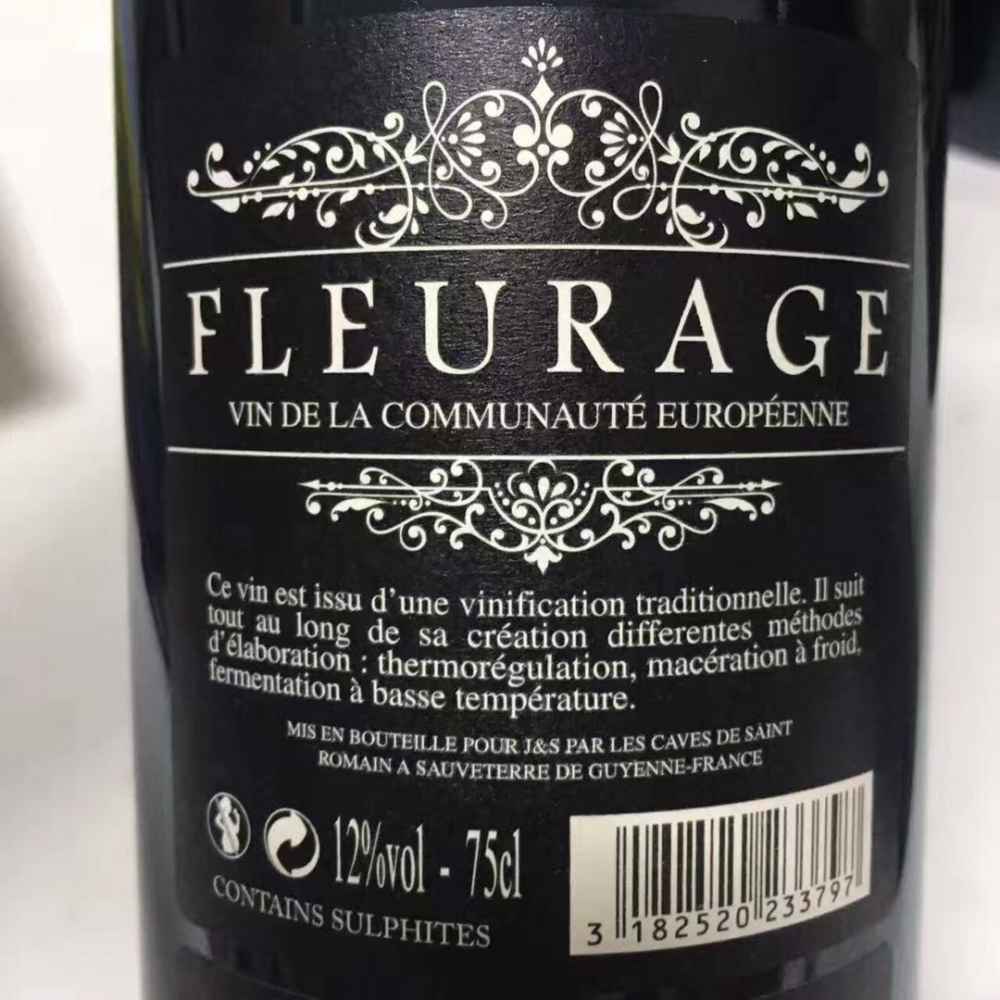 FLEURAGE
VIN DE LA COMMUNAUTÉ EUROPÉENNE
Ce vin est issu d'une vinification traditionnelle. Il suit
tout au long de sa création differentes méthodes
d'élaboration : thermorégulation, macération à froid,
fermentation à basse température.
MIS EN BOUTEILLE POUR J&S PAR LES CAVES DE SAINT
ROMAIN A SAUVETERRE DE GUYENNE-FRANCE
12%vol - 75cl
CONTAINS SULPHITES
3 182520 233797